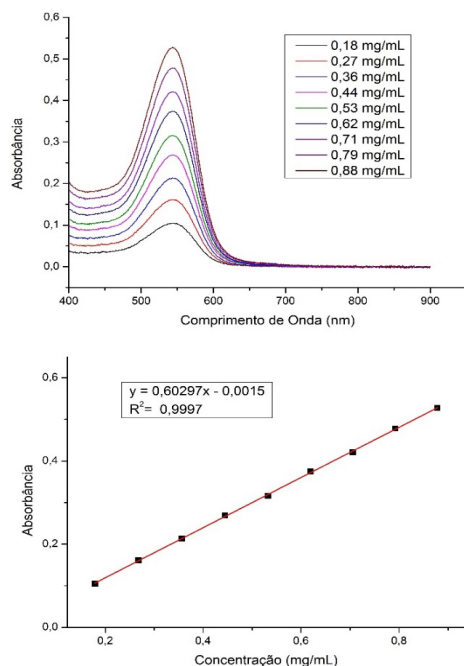 0,6
0,5
0,4
0,3
0,2
0,1
0,0
Absorbância
0,18 mg/mL
0,27 mg/mL
0,36 mg/mL
0,44 mg/mL
0,53 mg/mL
0,62 mg/mL
0,71 mg/mL
0,79 mg/mL
0,88 mg/mL
400 500 600 700 800 900
Comprimento de Onda (nm)
y = 0,60297x - 0,0015
R²= 0,9997
0,6
0,4
0,2
0,0
Absorbância
0,2 0,4 0,6 0,8
Concentração (mg/mL)